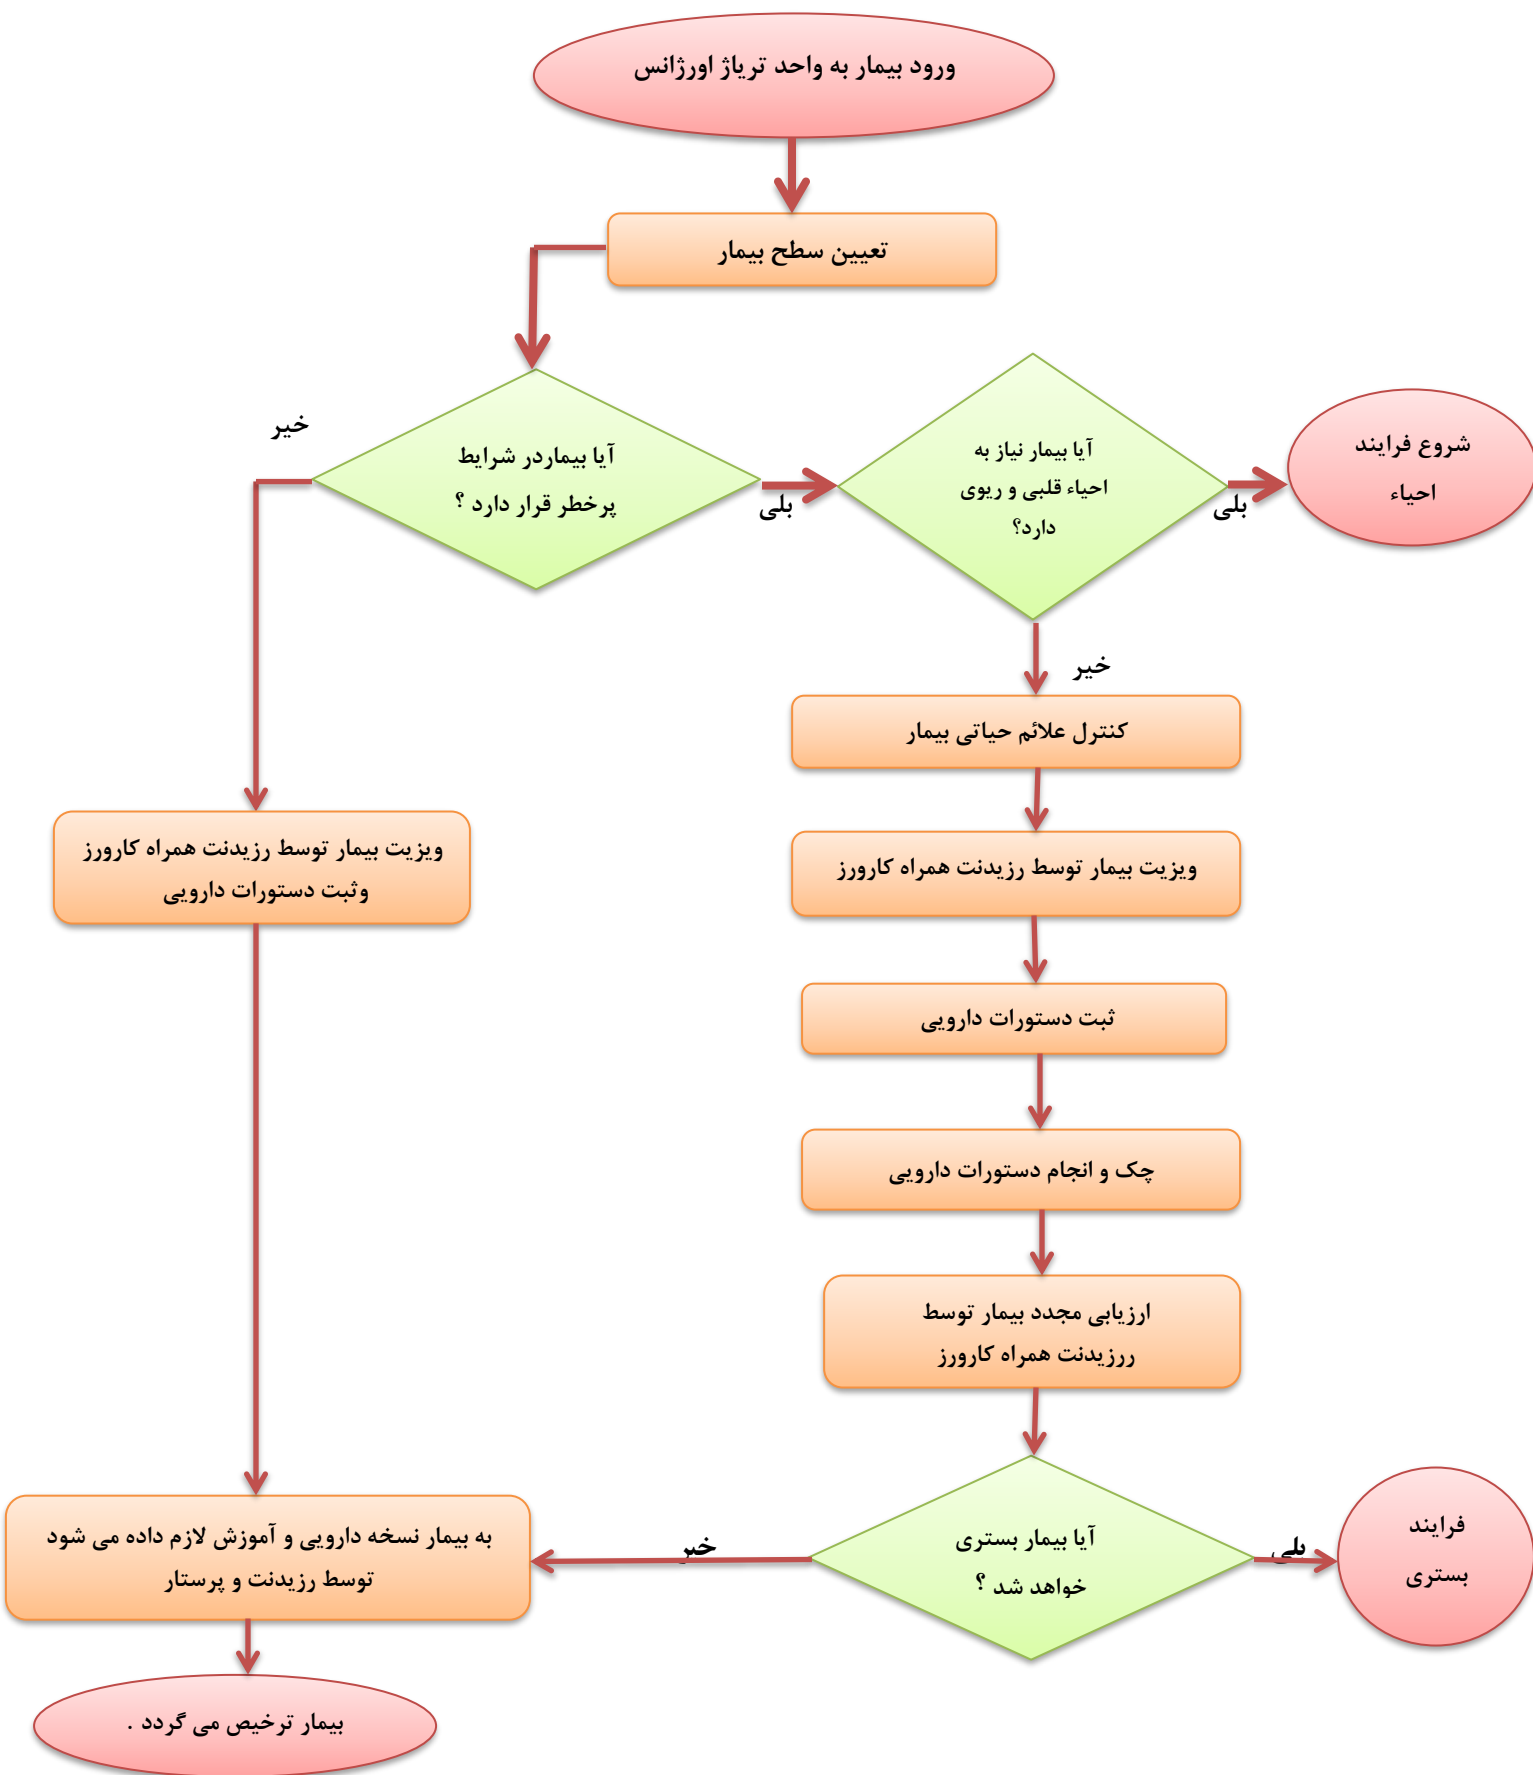 ورود بیمار به واحد تریاژ اورژانس
تعیین سطح بیمار
آیا بیماردر شرایط
پرخطر قرار دارد ؟
خیر
بلی
آیا بیمار نیاز به
احیاء قلبی و ریوی
دارد؟
بلی
شروع فرایند
احیاء
خیر
کنترل علائم حیاتی بیمار
ویزیت بیمار توسط رزیدنت همراه کارورز
ویزیت بیمار توسط رزیدنت همراه کارورز
وثبت دستورات دارویی
ثبت دستورات دارویی
چک و انجام دستورات دارویی
ارزیابی مجدد بیمار توسط
ررزیدنت همراه کارورز
آیا بیمار بستری
خواهد شد ؟
بلی
فرایند
بستری
خیر
به بیمار نسخه دارویی و آموزش لازم داده می شود
توسط رزیدنت و پرستار
بیمار ترخیص می گردد .